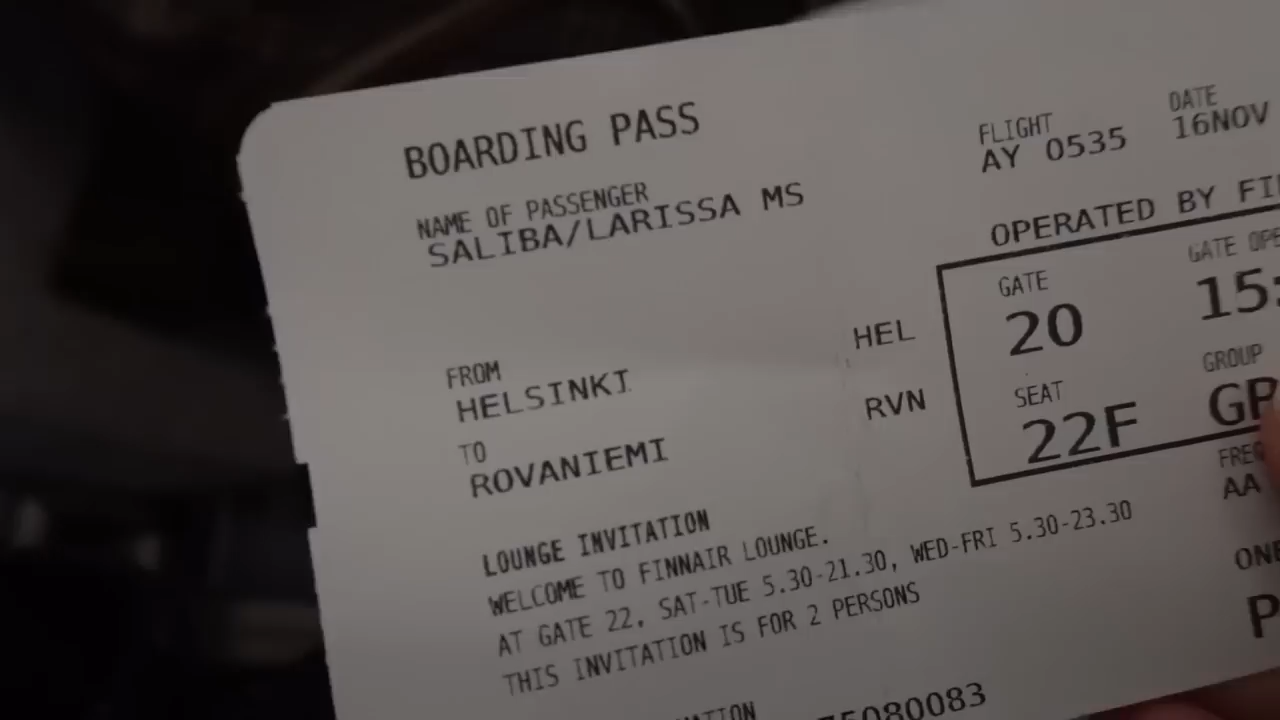 BOARDING PASS
NAME OF PASSENGER
SALIBA/LARISSA MS
FLIGHT
AY 0535
DATE
16NOV
OPERATED BY
FROM
HELSINKI
HEL
TO
ROVANIEMI
RVN
GATE
20
GATE
15:
SEAT
22F
GROUP
AA
LOUNGE INVITATION
WELCOME TO FINNAIR LOUNGE.
AT GATE 22, SAT-TUE 5.30-21.30, WED-FRI 5.30-23.30
THIS INVITATION IS FOR 2 PERSONS